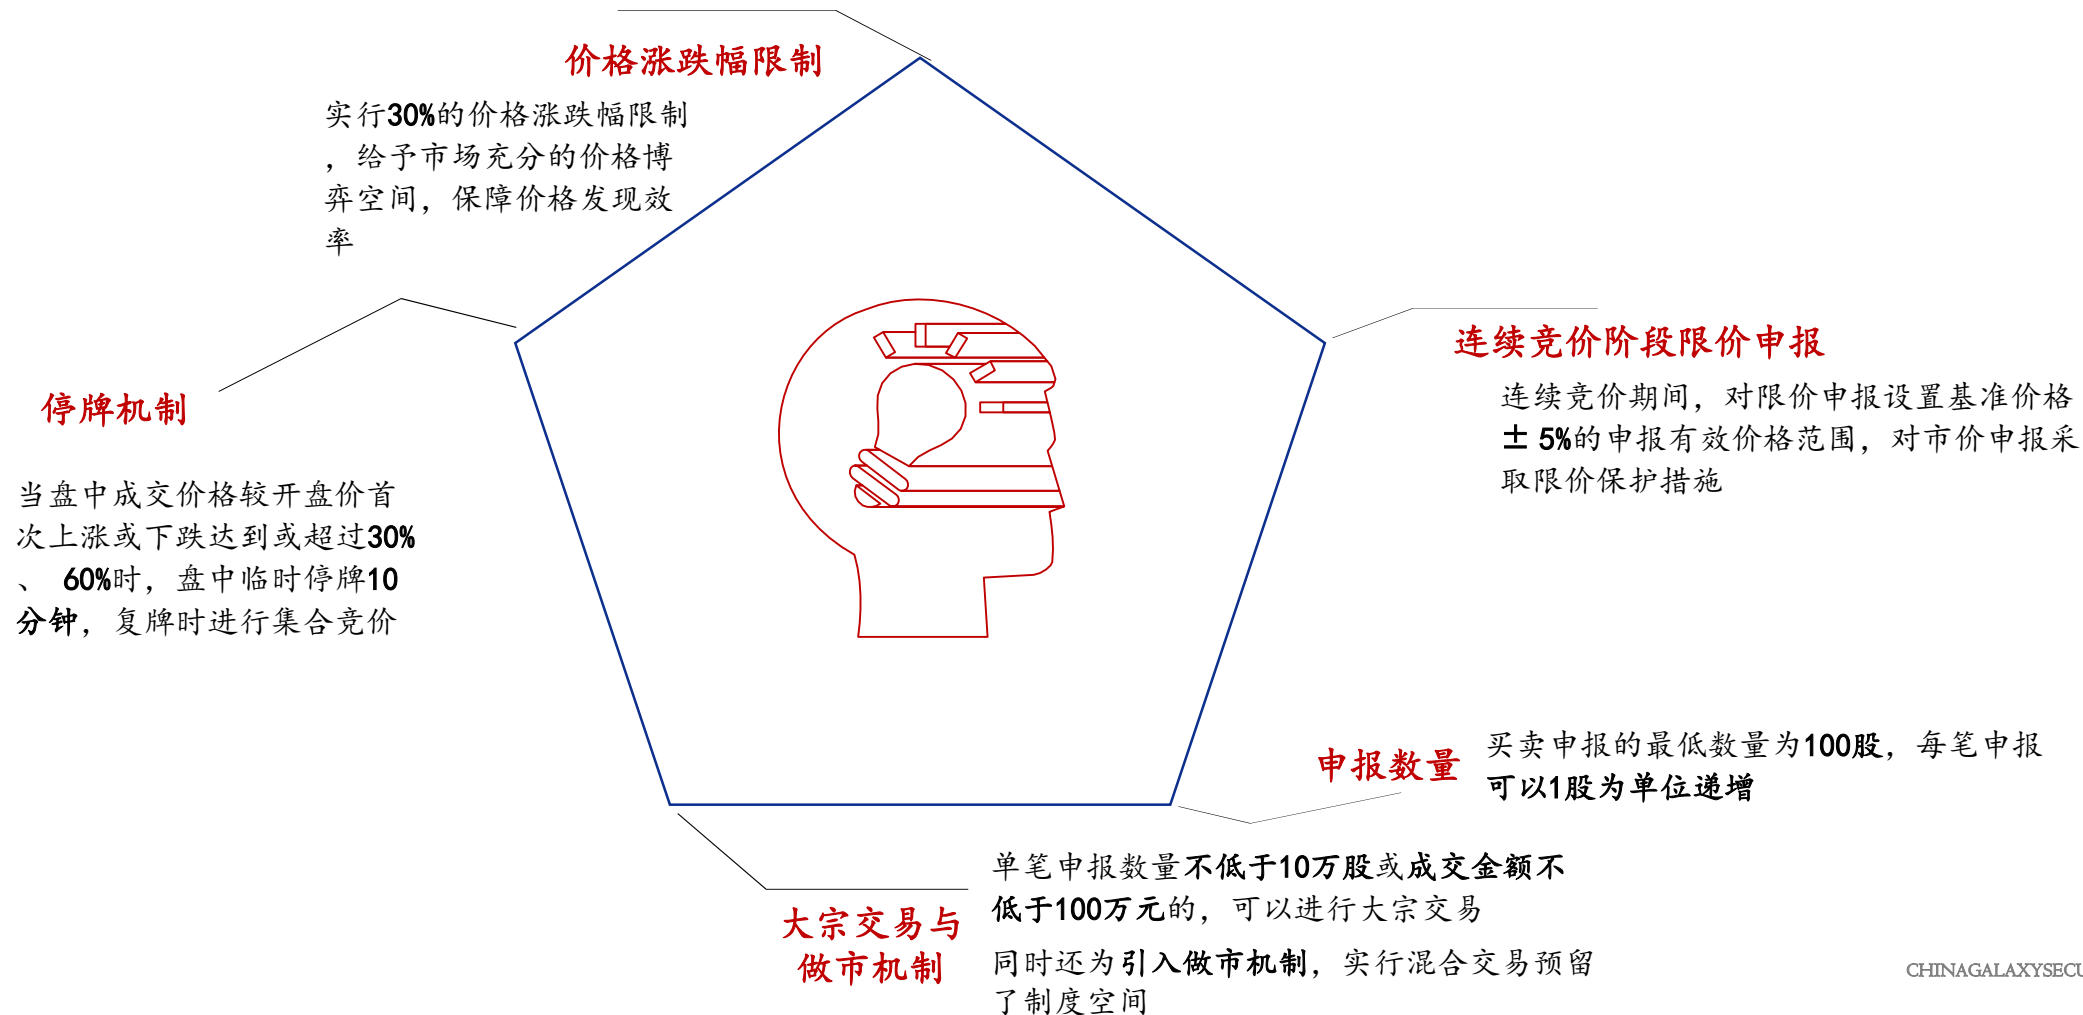 价格涨跌幅限制
实行30%的价格涨跌幅限制
，给予市场充分的价格博
弈空间，保障价格发现效
率
连续竞价阶段限价申报
连续竞价期间，对限价申报设置基准价格
± 5%的申报有效价格范围，对市价申报采
取限价保护措施
停牌机制
当盘中成交价格较开盘价首
次上涨或下跌达到或超过30%
、 60%时，盘中临时停牌10
分钟，复牌时进行集合竞价
申报数量
买卖申报的最低数量为100股，每笔申报
可以1股为单位递增
大宗交易与
做市机制
单笔申报数量不低于10万股或成交金额不
低于100万元的，可以进行大宗交易
同时还为引入做市机制，实行混合交易预留
了制度空间
CHINAGALAXYSECU